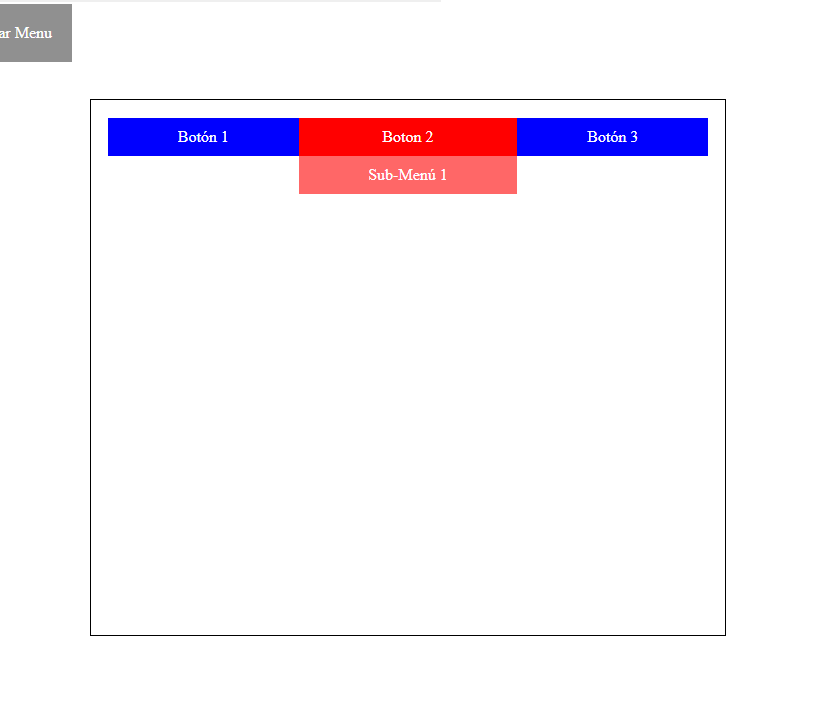 ar Menu
Botón 1
Boton 2
Botón 3
Sub-Menú 1